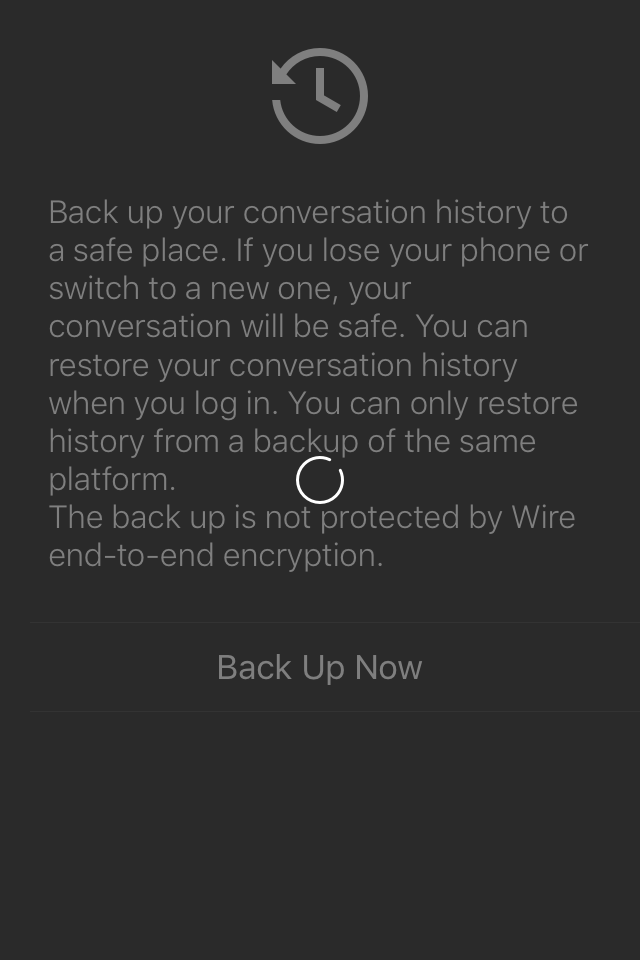 Back up your conversation history to
a safe place. If you lose your phone or
switch to a new one, your
conversation will be safe. You can
restore your conversation history
when you log in. You can only restore
history from a backup of the same
platform.
The back up is not protected by Wire
end-to-end encryption.
Back Up Now